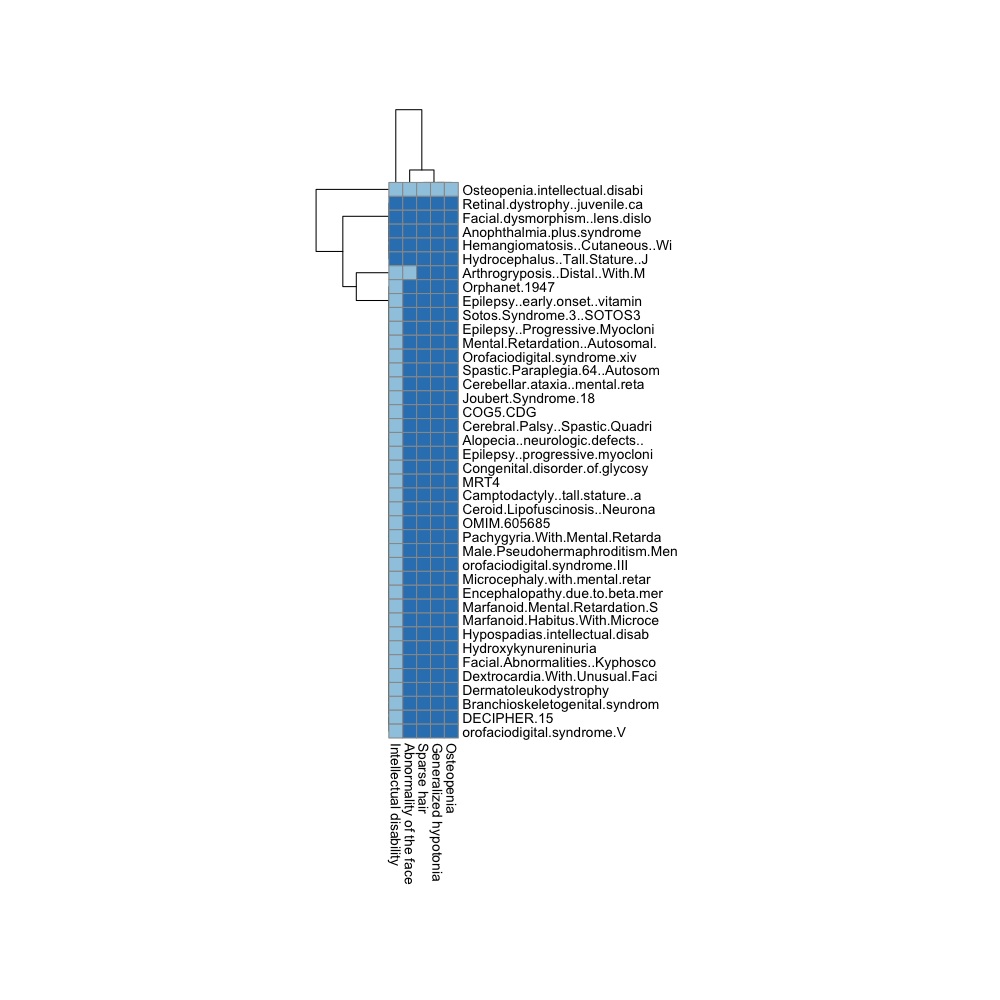 Osteopenia.intellectual.disabi
Retinal.dystrophy..juvenile.ca
Facial.dysmorphism..lens.dislo
Anophthalmia.plus.syndrome
Hemangiomatosis..Cutaneous..Wi
Hydrocephalus..Tall.Stature..J
Arthrogryposis..Distal..With.M
Orphanet.1947
Epilepsy..early.onset..vitamin
Sotos.Syndrome.3..SOTOS3
Epilepsy..Progressive.Myocloni
Mental.Retardation..Autosomal.
Orofaciodigital.syndrome.xiv
Spastic.Paraplegia.64..Autosom
Cerebellar.ataxia..mental.reta
Joubert.Syndrome.18
COG5.CDG
Cerebral.Palsy..Spastic.Quadri
Alopecia..neurologic.defects..
Epilepsy..progressive.myocloni
Congenital.disorder.of.glycosy
MRT4
Camptodactyly..tall.stature..a
Ceroid.Lipofuscinosis..Neurona
OMIM.605685
Pachygyria.With.Mental.Retarda
Male.Pseudohermaphroditism.Men
orofaciodigital.syndrome.III
Microcephaly.with.mental.retar
Encephalopathy.due.to.beta.mer
Marfanoid.Mental.Retardation.S
Marfanoid.Habitus.With.Microce
Hypospadias.intellectual.disab
Hydroxykynureninuria
Facial.Abnormalities..Kyphosco
Dextrocardia.With.Unusual.Faci
Dermatoleukodystrophy
Branchioskeletogenital.syndrom
DECIPHER.15
orofaciodigital.syndrome.V
Intellectual disability
Abnormality of the face
Sparse hair
Generalized hypotonia
Osteopenia